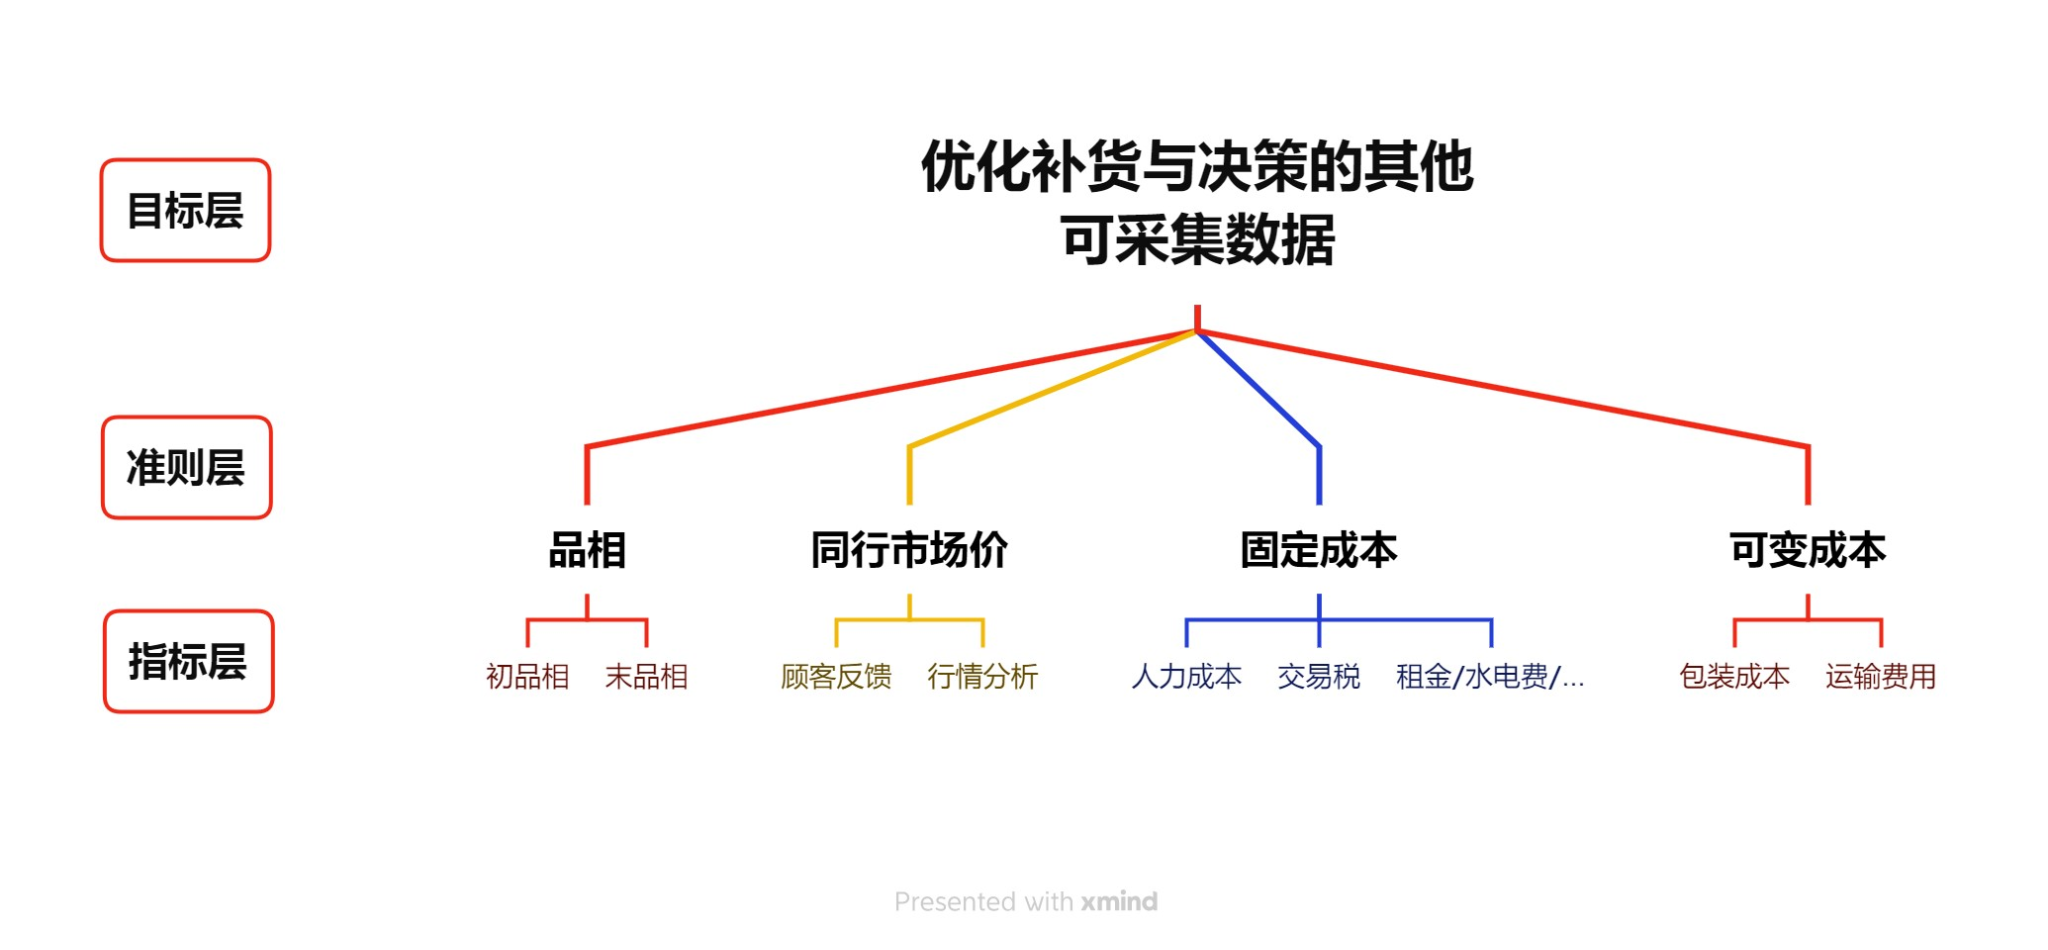 目标层
优化补货与决策的其他
可采集数据
准则层
品相
同行市场价
固定成本
可变成本
指标层
初品相
末品相
顾客反馈
行情分析
人力成本
交易税
租金/水电费/...
包装成本
运输费用
Presented with xmind